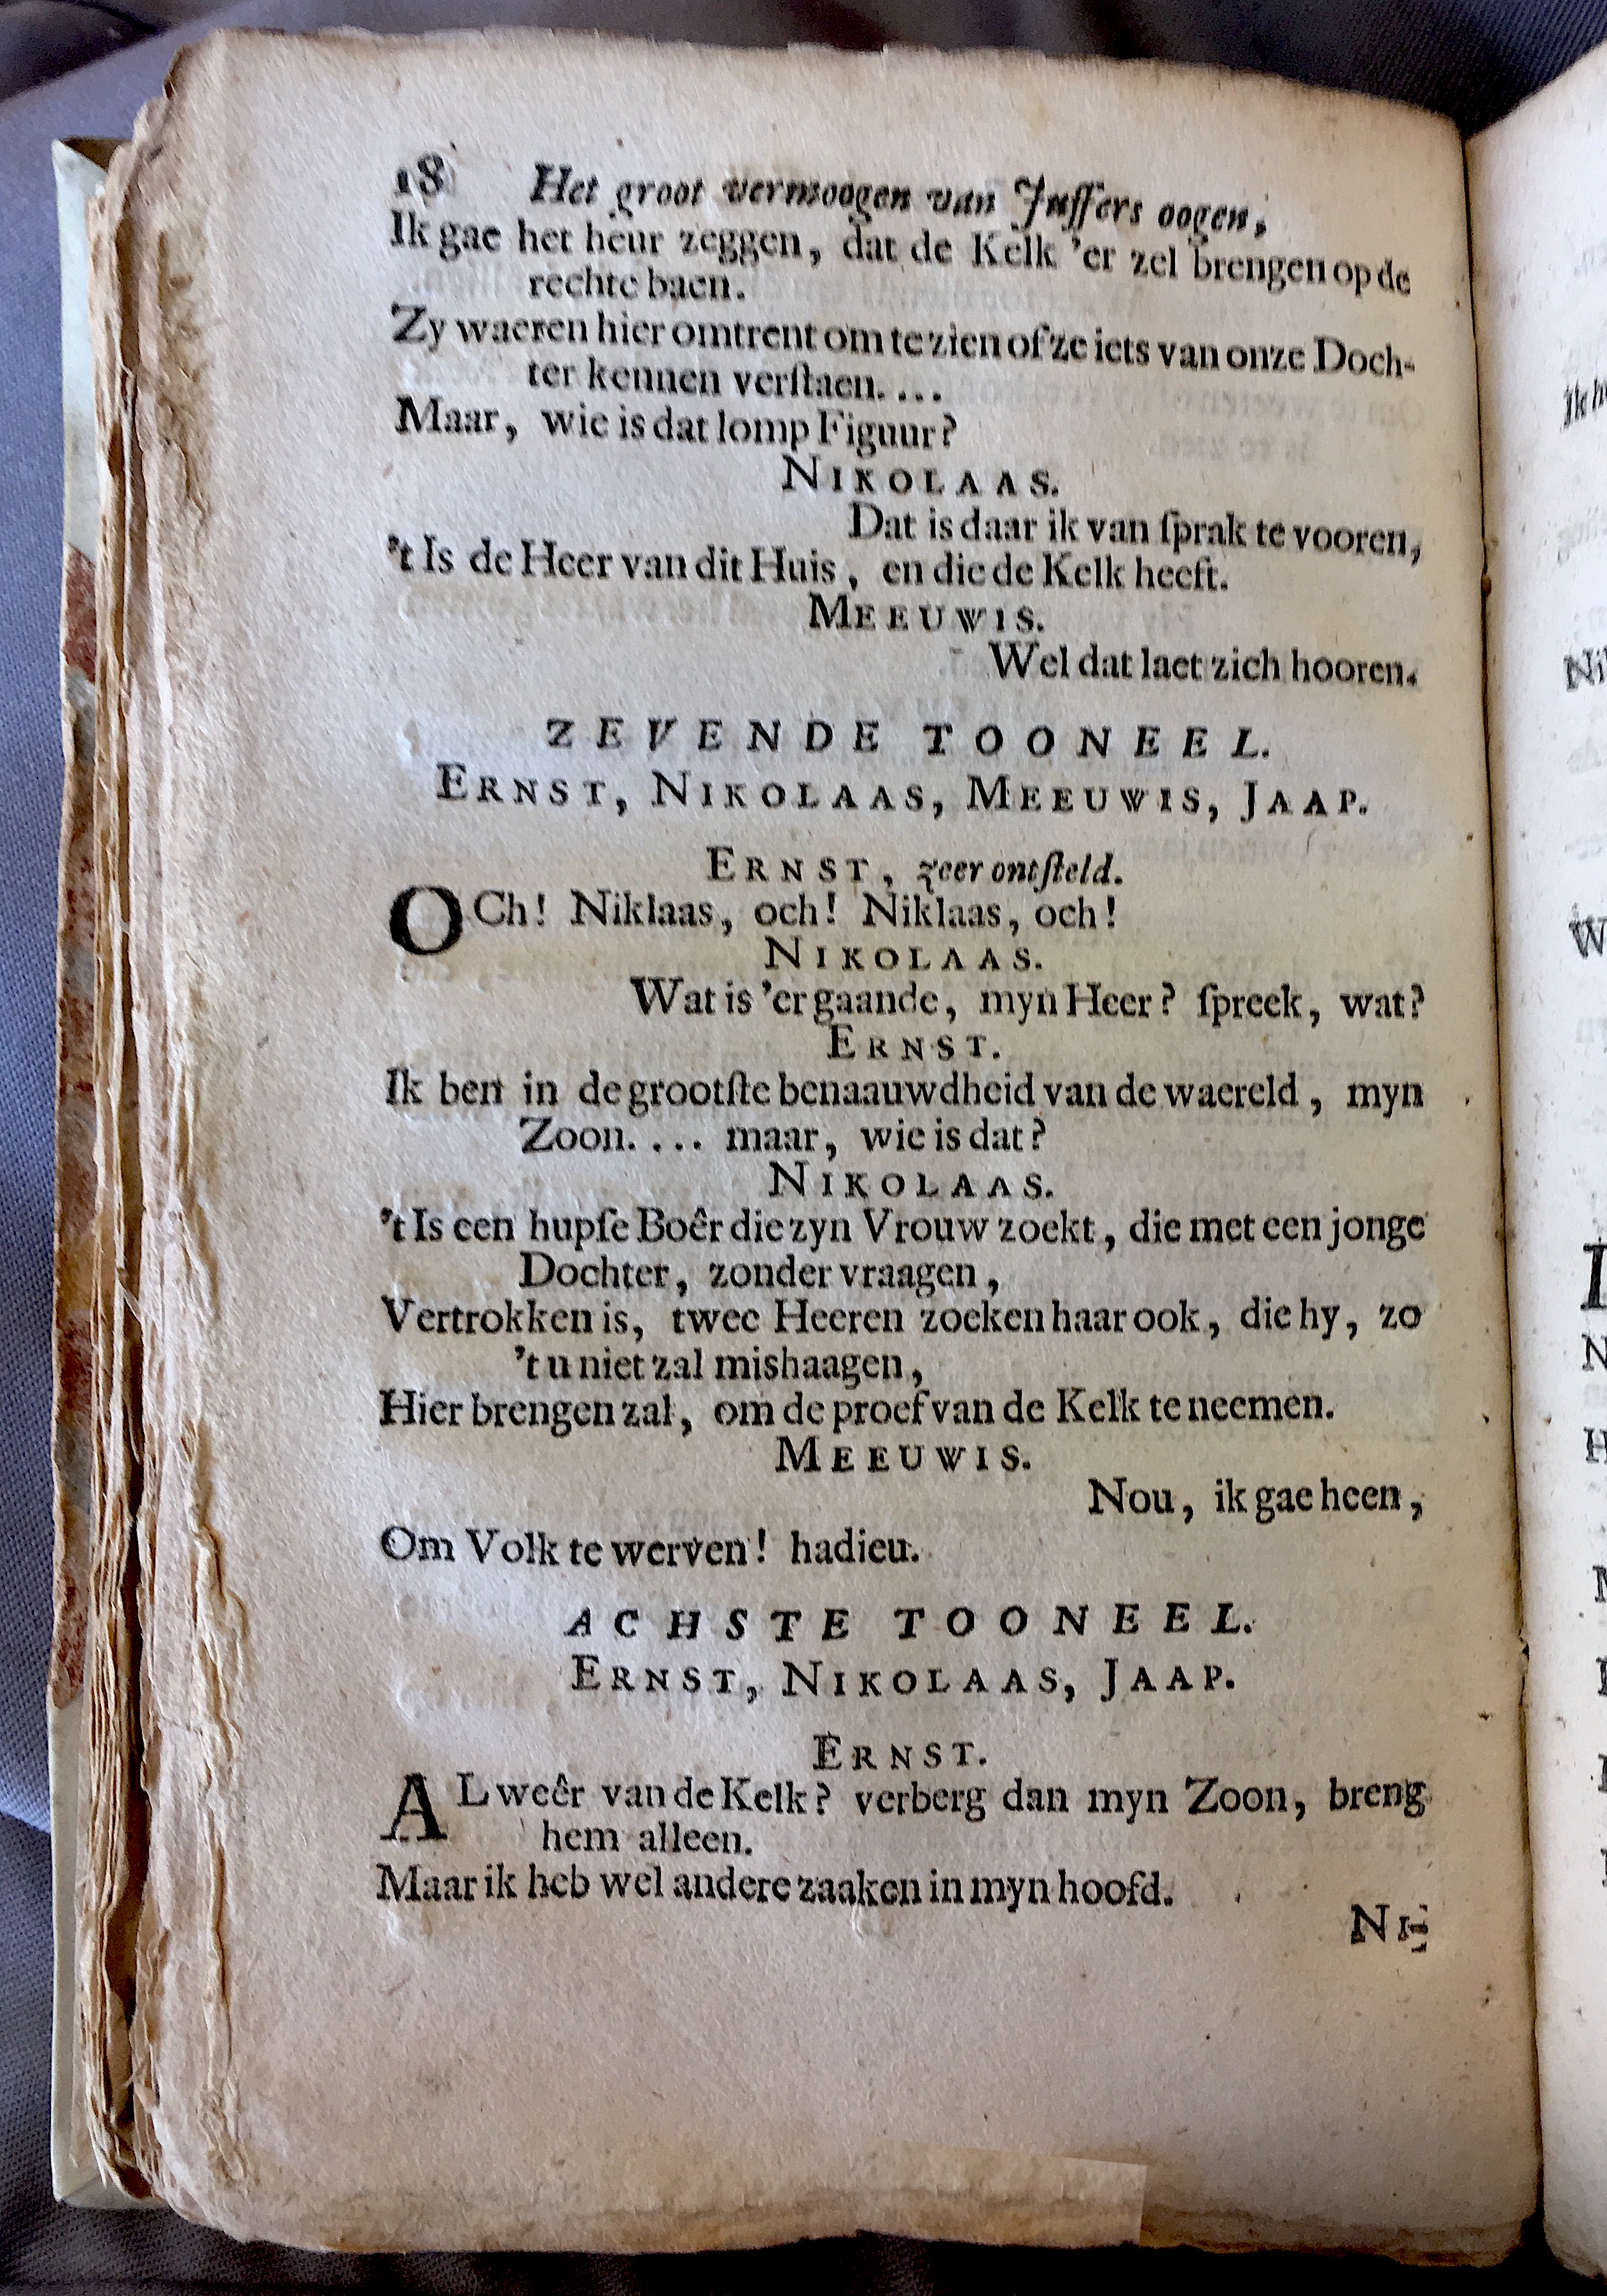 18 Het groot vermoogen van Juffers oogen,
Ik gae het heur zeggen, dat de Kelk 'er zel brengen op de
rechte baen.
Zy waeren hier omtrent om te zien of ze iets van onze Doch-
ter kennen verſtaen....
Maar, wie is dat lomp Figuur?
NIKOLAAS.
Dat is daar ik van ſprak te vooren,
't Is de Heer van dit Huis, en die de Kelk heeft.
MEEUWIS.
Wel dat laet zich hooren.
ZEVENDE TOONEEL.
ERNST, NIKOLAAS, MEEUWIS, JAAP.
ERNST, zeer ontſteld.
OCh! Niklaas, och! Niklaas, och!
NIKOLAAS.
Wat is 'er gaande, myn Heer? ſpreek, wat?
ERNST.
Ik ben in de grootſte benaauwdheid van de waereld, myn
Zoon.... maar, wie is dat?
NIKOLAAS.
't Is een hupſe Boêr die zyn Vrouw zoekt, die met een jonge
Dochter, zonder vraagen,
Vertrokken is, twee Heeren zoeken haar ook, die hy, zo
't u niet zal mishaagen,
Hier brengen zal, om de proef van de Kelk te neemen.
MEEUWIS.
Nou, ik gae heen,
Om Volk te werven! hadieu.
ACHSTE TOONEEL.
ERNST, NIKOLAAS, JAAP.
ERNST.
AL weêr van de Kelk? verberg dan myn Zoon, breng
hem alleen.
Maar ik heb wel andere zaaken in myn hoofd.
NI-